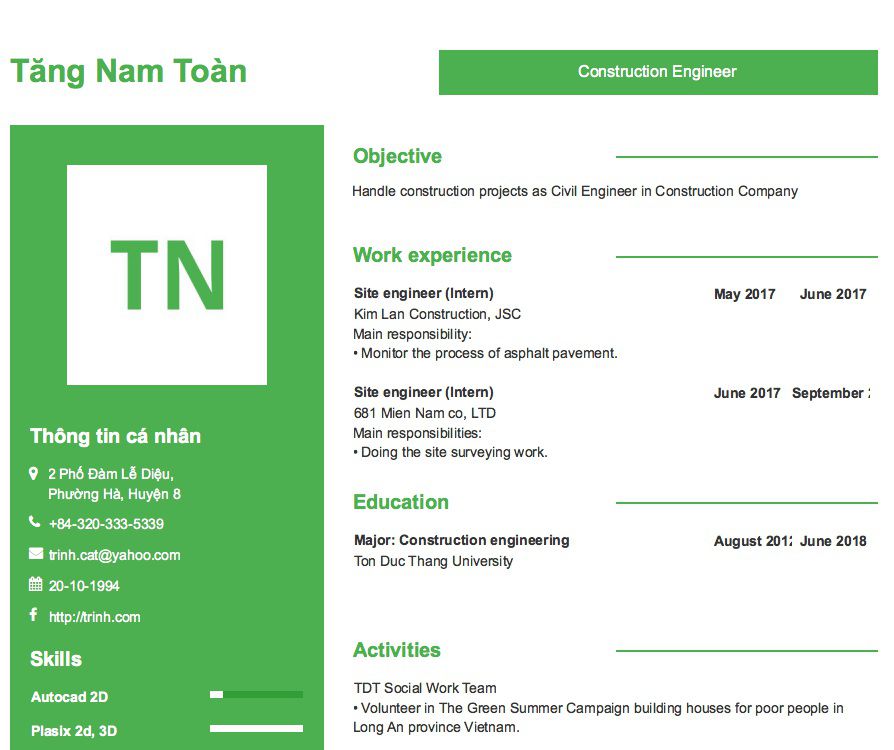 Tăng Nam Toàn
Construction Engineer
TN
Thông tin cá nhân
2 Phố Đàm Lễ Diệu,
Phường Hà, Huyện 8
+84-320-333-5339
trinh.cat@yahoo.com
20-10-1994
http://trinh.com
Skills
Autocad 2D
Plasix 2d, 3D
Objective
Handle construction projects as Civil Engineer in Construction Company
Work experience
Site engineer (Intern) May 2017 June 2017
Kim Lan Construction, JSC
Main responsibility:
• Monitor the process of asphalt pavement.
Site engineer (Intern) June 2017 September
681 Mien Nam co, LTD
Main responsibilities:
• Doing the site surveying work.
Education
Major: Construction engineering August 2012 June 2018
Ton Duc Thang University
Activities
TDT Social Work Team
• Volunteer in The Green Summer Campaign building houses for poor people in
Long An province Vietnam.